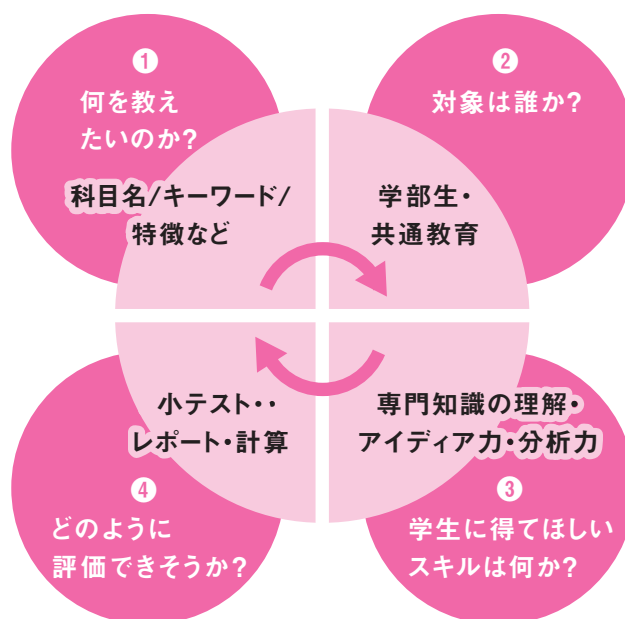 ❶
何を教え
たいのか?
科目名/キーワード/
特徴など
❷
対象は誰か?
学部生・
共通教育
専門知識の理解・
アイディア力・分析力
❸
学生に得てほしい
スキルは何か?
小テスト・・
レポート・計算
❹
どのように
評価できそうか?